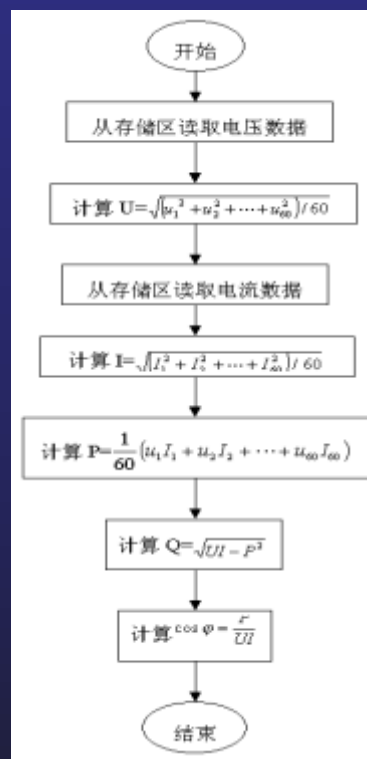 开始
从存储区读取电压数据
计算 U=√(u₁²+u₂²+⋯+u₆₀²)/60
从存储区读取电流数据
计算 I=√(I₁²+I₂²+⋯+I₆₀²)/60
计算 P=1/60(u₁I₁+u₂I₂+⋯+u₆₀I₆₀)
计算 Q=√UI−P²
计算 cos φ=/UI
结束